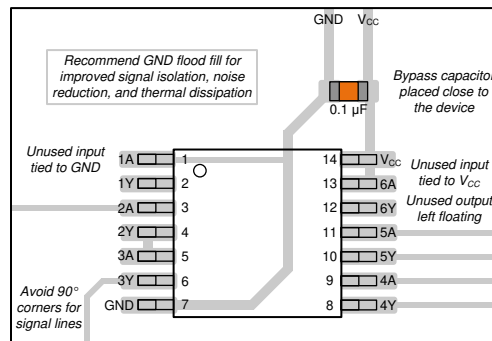 GND VCC
Recommend GND flood fill for
improved signal isolation, noise
reduction, and thermal dissipation
Bypass capacitor
placed close to
the device
0.1 µF
Unused input
tied to GND
1A 1 14 VCC
1Y 2 13 6A
2A 3 12 6Y
2Y 4 11 5A
3A 5 10 5Y
3Y 6 9 4A
GND 7 8 4Y
Unused input
tied to VCC
Unused output
left floating
Avoid 90°
corners for
signal lines